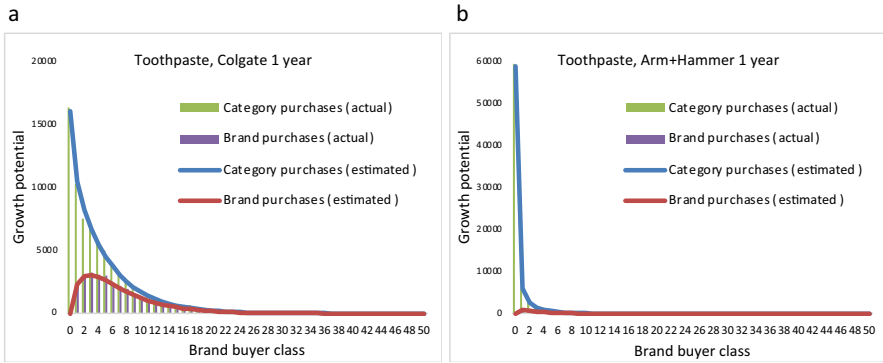 a
Toothpaste, Colgate 1 year
20000
15000
10000
5000
0
Growth potential
Category purchases (actual)
Brand purchases (actual)
Category purchases (estimated )
Brand purchases (estimated )
0 2 4 6 8 10 12 14 16 18 20 22 24 26 28 30 32 34 36 38 40 42 44 46 48 50
Brand buyer class
b
Toothpaste, Arm+Hammer 1 year
60000
50000
40000
30000
20000
10000
0
Growth potential
Category purchases (actual)
Brand purchases (actual)
Category purchases (estimated )
Brand purchases (estimated )
0 2 4 6 8 10 12 14 16 18 20 22 24 26 28 30 32 34 36 38 40 42 44 46 48 50
Brand buyer class